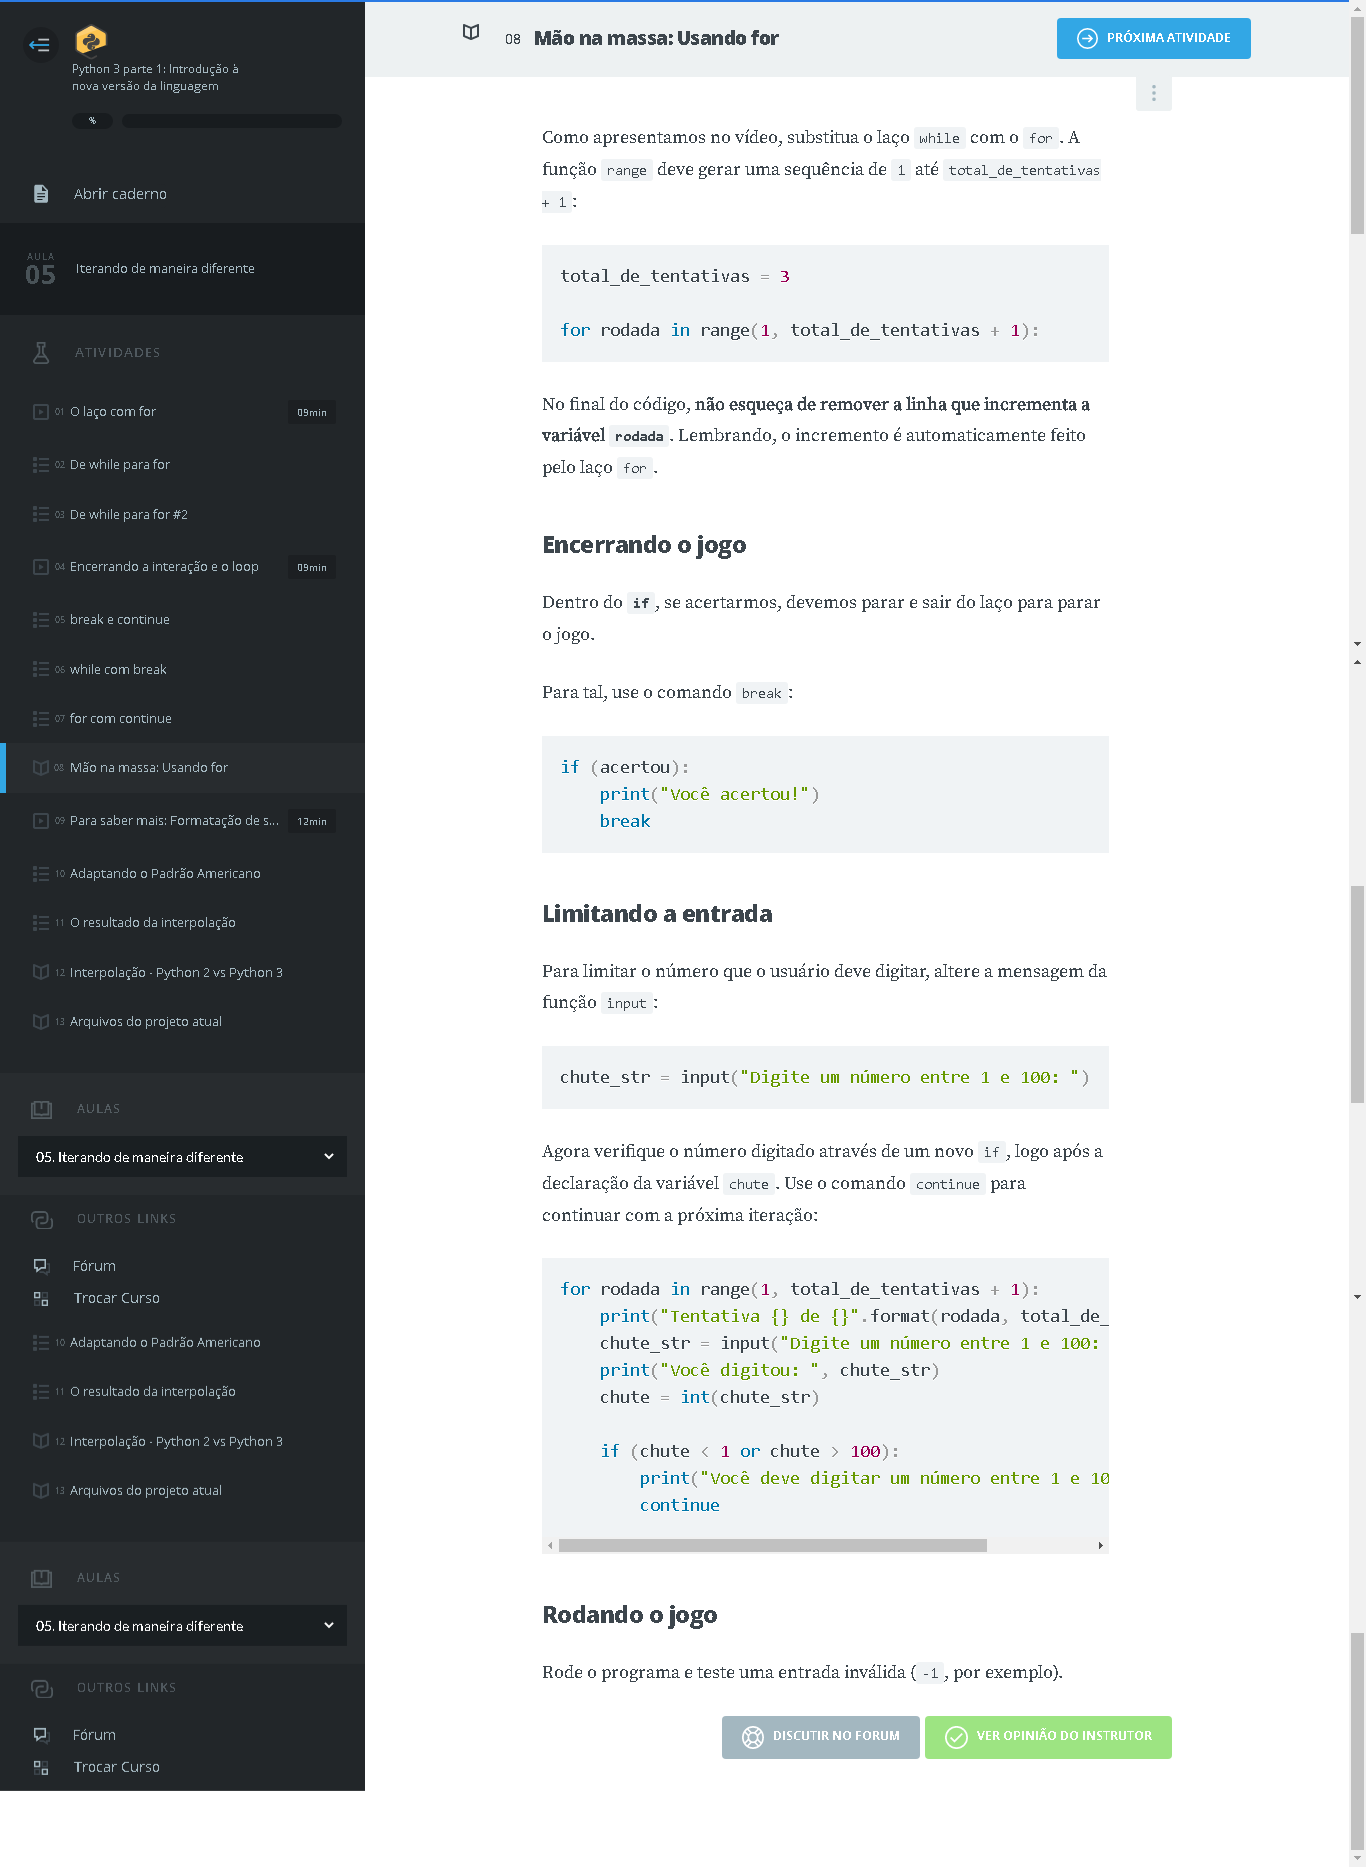 Python 3 parte 1: Introdução à
nova versão da linguagem
%
Abrir caderno
AULA
05
Iterando de maneira diferente
ATIVIDADES
01 O laço com for 09min
02 De while para for
03 De while para for #2
04 Encerrando a interação e o loop 09min
05 break e continue
06 while com break
07 for com continue
08 Mão na massa: Usando for
09 Para saber mais: Formatação de s... 12min
10 Adaptando o Padrão Americano
11 O resultado da interpolação
12 Interpolação - Python 2 vs Python 3
13 Arquivos do projeto atual
AULAS
05. Iterando de maneira diferente
OUTROS LINKS
Fórum
Trocar Curso
10 Adaptando o Padrão Americano
11 O resultado da interpolação
12 Interpolação - Python 2 vs Python 3
13 Arquivos do projeto atual
AULAS
05. Iterando de maneira diferente
OUTROS LINKS
Fórum
Trocar Curso
08 Mão na massa: Usando for
PRÓXIMA ATIVIDADE
Como apresentamos no vídeo, substitua o laço while com o for. A
função range deve gerar uma sequência de 1 até total_de_tentativas
+ 1:
total_de_tentativas = 3
for rodada in range(1, total_de_tentativas + 1):
No final do código, não esqueça de remover a linha que incrementa a
variável rodada. Lembrando, o incremento é automaticamente feito
pelo laço for.
Encerrando o jogo
Dentro do if, se acertarmos, devemos parar e sair do laço para parar
o jogo.
Para tal, use o comando break:
if (acertou):
    print("Você acertou!")
    break
Limitando a entrada
Para limitar o número que o usuário deve digitar, altere a mensagem da
função input:
chute_str = input("Digite um número entre 1 e 100: ")
Agora verifique o número digitado através de um novo if, logo após a
declaração da variável chute. Use o comando continue para
continuar com a próxima iteração:
for rodada in range(1, total_de_tentativas + 1):
    print("Tentativa {} de {}".format(rodada, total_de_
    chute_str = input("Digite um número entre 1 e 100:
    print("Você digitou: ", chute_str)
    chute = int(chute_str)
    if (chute < 1 or chute > 100):
        print("Você deve digitar um número entre 1 e 10
        continue
Rodando o jogo
Rode o programa e teste uma entrada inválida (-1, por exemplo).
DISCUTIR NO FORUM
VER OPINIÃO DO INSTRUTOR